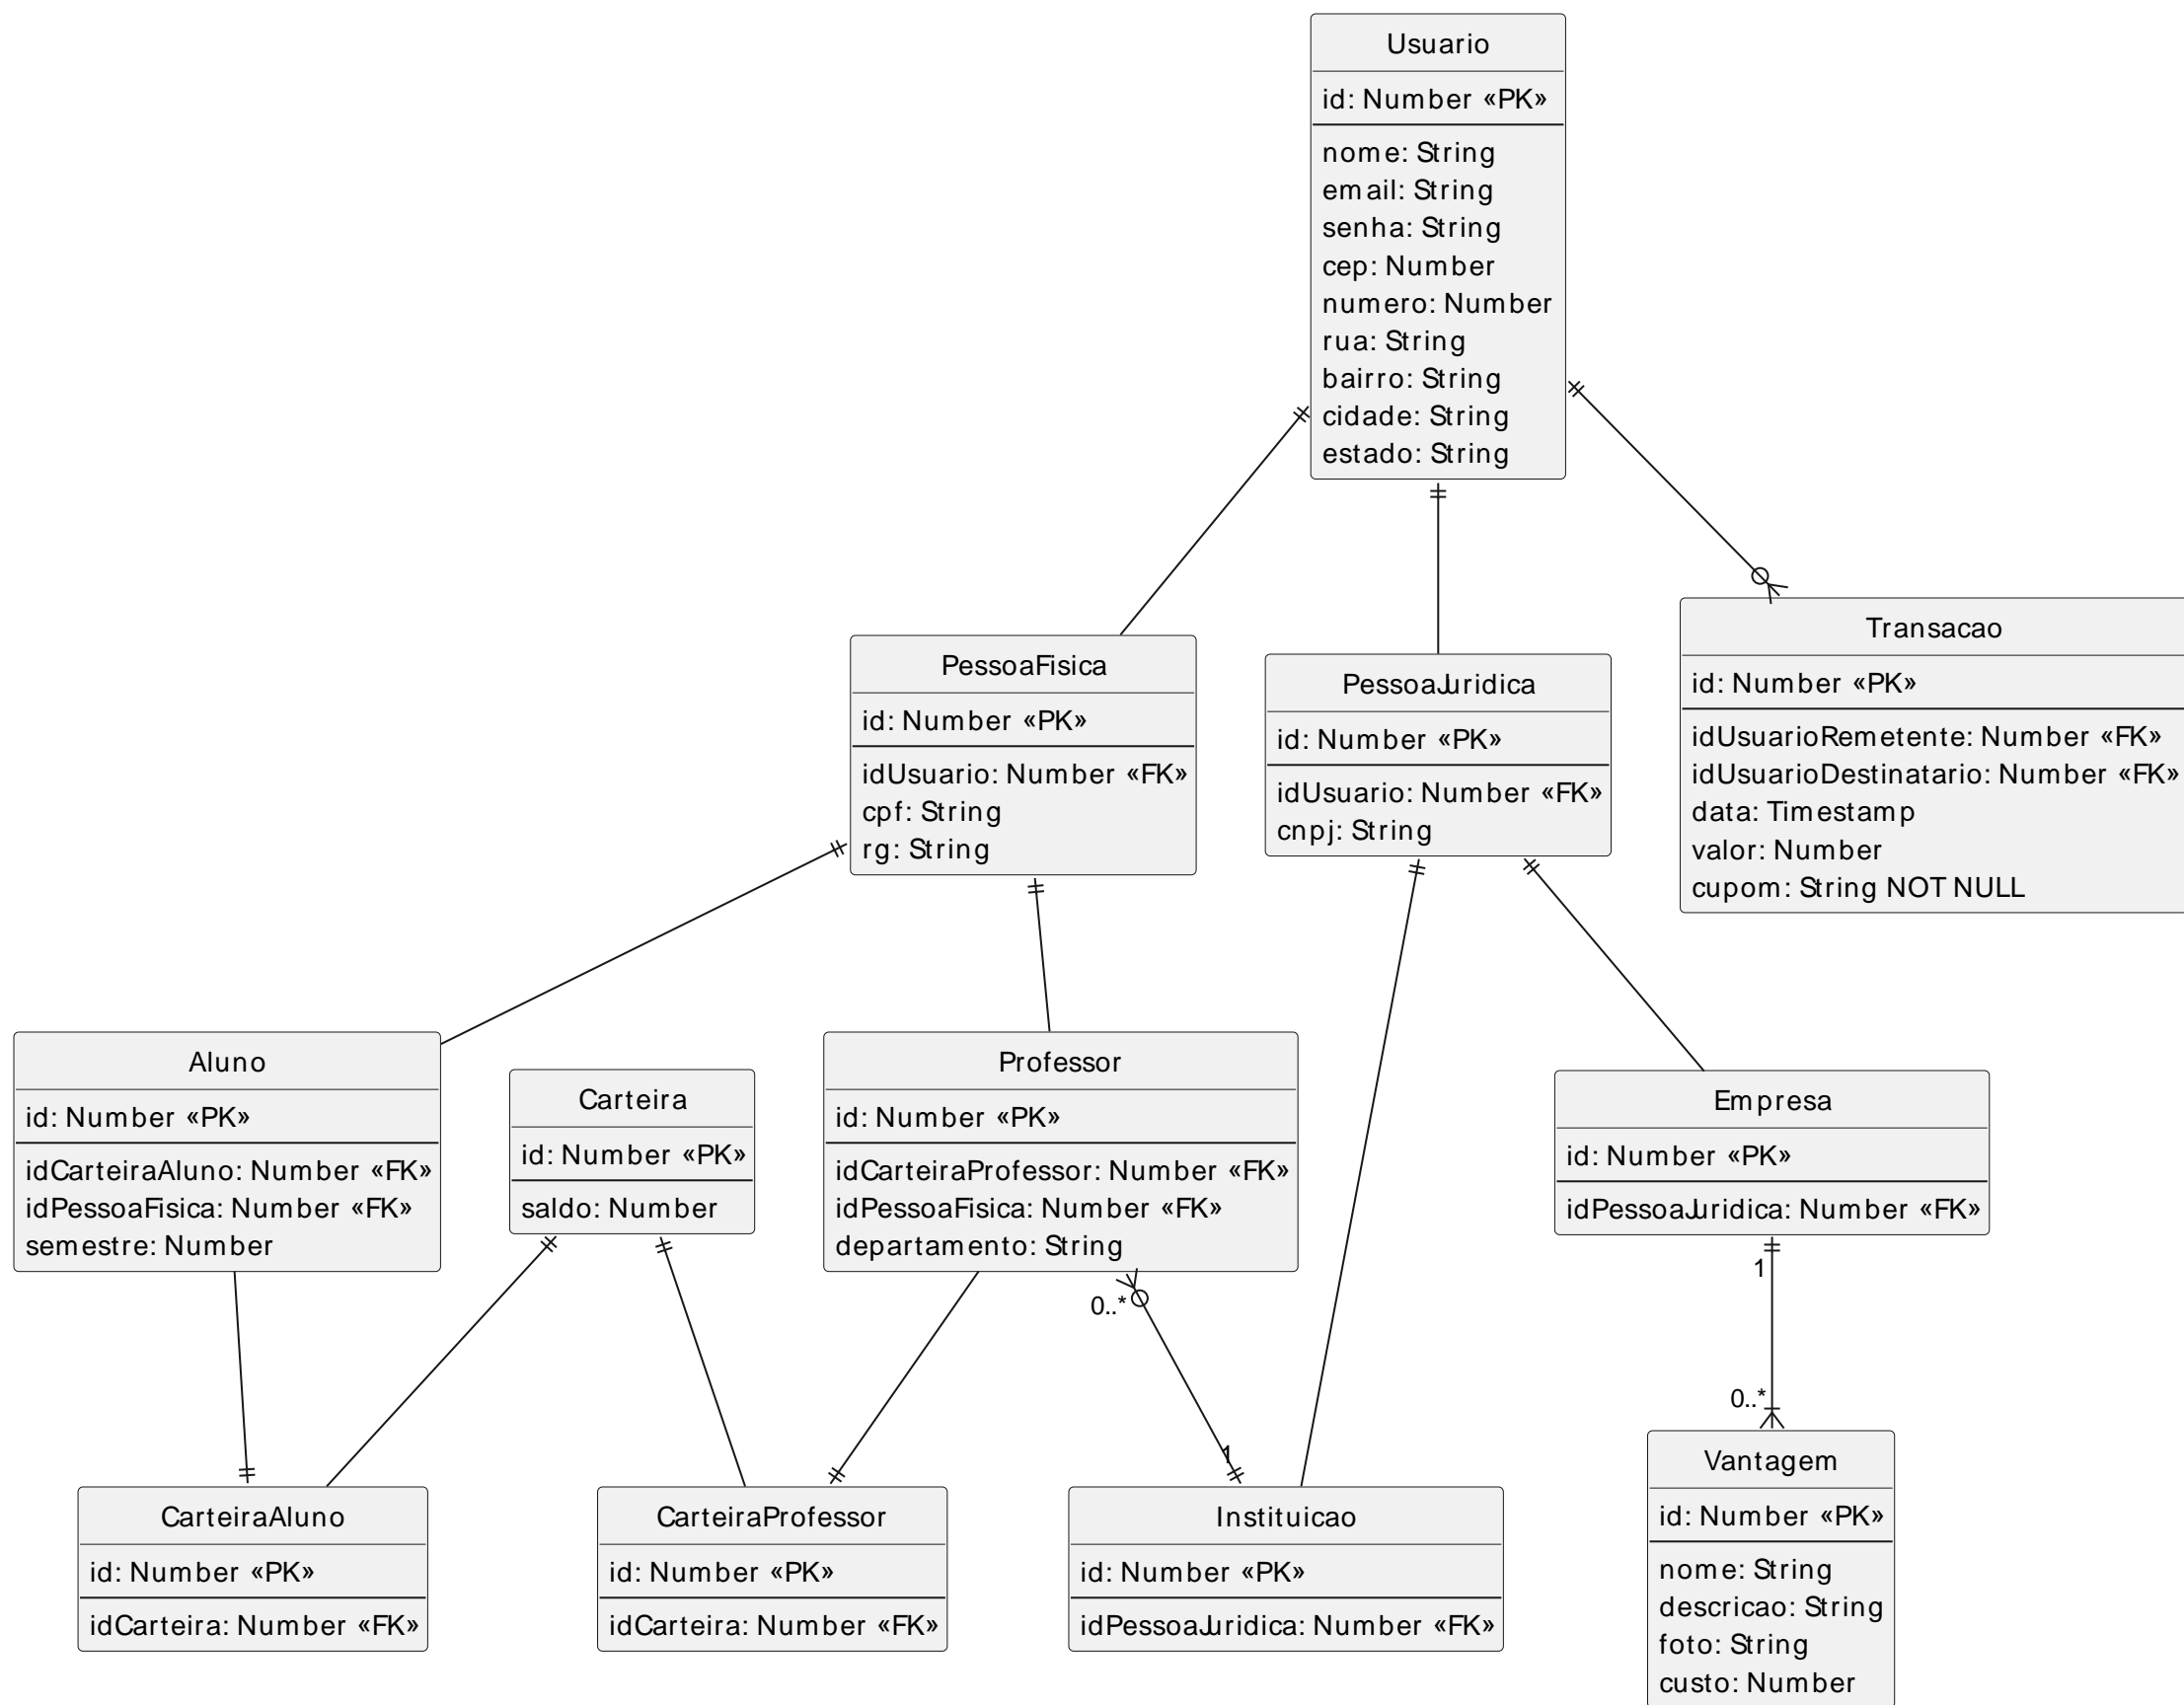 Usuario
id: Number «PK»
nome: String
email: String
senha: String
cep: Number
numero: Number
rua: String
bairro: String
cidade: String
estado: String
PessoaFisica
id: Number «PK»
idUsuario: Number «FK»
cpf: String
rg: String
PessoaJuridica
id: Number «PK»
idUsuario: Number «FK»
cnpj: String
Transacao
id: Number «PK»
idUsuarioRemetente: Number «FK»
idUsuarioDestinatario: Number «FK»
data: Timestamp
valor: Number
cupom: String NOT NULL
Aluno
id: Number «PK»
idCarteiraAluno: Number «FK»
idPessoaFisica: Number «FK»
semestre: Number
Carteira
id: Number «PK»
saldo: Number
Professor
id: Number «PK»
idCarteiraProfessor: Number «FK»
idPessoaFisica: Number «FK»
departamento: String
Empresa
id: Number «PK»
idPessoaJuridica: Number «FK»
0..*
1
1
0..*
CarteiraAluno
id: Number «PK»
idCarteira: Number «FK»
CarteiraProfessor
id: Number «PK»
idCarteira: Number «FK»
Instituicao
id: Number «PK»
idPessoaJuridica: Number «FK»
Vantagem
id: Number «PK»
nome: String
descricao: String
foto: String
custo: Number